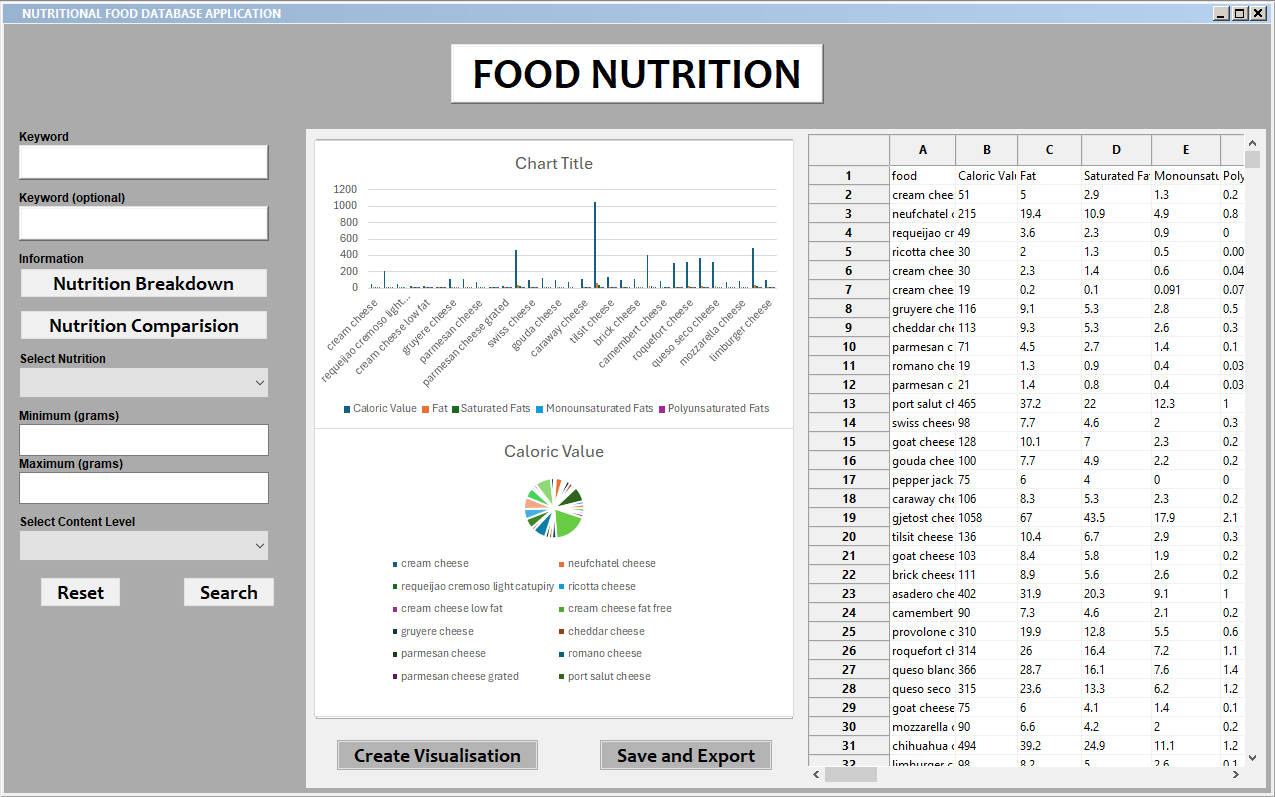 NUTRITIONAL FOOD DATABASE APPLICATION
FOOD NUTRITION
Keyword
Keyword (optional)
Information
Nutrition Breakdown
Nutrition Comparision
Select Nutrition
Minimum (grams)
Maximum (grams)
Select Content Level
Reset
Search
Chart Title
1200
1000
800
600
400
200
0
cream cheese
requeijao cremoso light...
cream cheese low fat
gruyere cheese
parmesan cheese
parmesan cheese grated
swiss cheese
gouda cheese
caraway cheese
tilsit cheese
brick cheese
camembert cheese
roquefort cheese
queso seco cheese
mozzarella cheese
limburger cheese
Caloric Value Fat Saturated Fats Monounsaturated Fats Polyunsaturated Fats
Caloric Value
cream cheese neufchatel cheese
requeijao cremoso light catupiry ricotta cheese
cream cheese low fat cream cheese fat free
gruyere cheese cheddar cheese
parmesan cheese romano cheese
parmesan cheese grated port salut cheese
Create Visualisation
Save and Export
A B C D E
1 food Caloric Valu Fat Saturated Fa Monounsatu Poly
2 cream chee 51 5 2.9 1.3 0.2
3 neufchatel c 215 19.4 10.9 4.9 0.8
4 requeijao cr 49 3.6 2.3 0.9 0
5 ricotta chee 30 2 1.3 0.5 0.00
6 cream chee 30 2.3 1.4 0.6 0.04
7 cream chee 19 0.2 0.1 0.091 0.07
8 gruyere che 116 9.1 5.3 2.8 0.5
9 cheddar che 113 9.3 5.3 2.6 0.3
10 parmesan c 71 4.5 2.7 1.4 0.1
11 romano che 19 1.3 0.9 0.4 0.03
12 parmesan c 21 1.4 0.8 0.4 0.03
13 port salut ch 465 37.2 22 12.3 1
14 swiss cheese 98 7.7 4.6 2 0.3
15 goat cheese 128 10.1 7 2.3 0.2
16 gouda chee 100 7.7 4.9 2.2 0.2
17 pepper jack 75 6 4 0 0
18 caraway che 106 8.3 5.3 2.3 0.2
19 gjetost chee 1058 67 43.5 17.9 2.1
20 tilsit cheese 136 10.4 6.7 2.9 0.3
21 goat cheese 103 8.4 5.8 1.9 0.2
22 brick cheese 111 8.9 5.6 2.6 0.2
23 asadero che 402 31.9 20.3 9.1 1
24 camembert 90 7.3 4.6 2.1 0.2
25 provolone c 310 19.9 12.8 5.5 0.6
26 roquefort ch 314 26 16.4 7.2 1.1
27 queso blanc 366 28.7 16.1 7.6 1.4
28 queso seco 315 23.6 13.3 6.2 1.2
29 goat cheese 75 6 4.1 1.4 0.1
30 mozzarella c 90 6.6 4.2 2 0.2
31 chihuahua c 494 39.2 24.9 11.1 1.2
32 limburger c 98 8.2 5 2.6 0.1